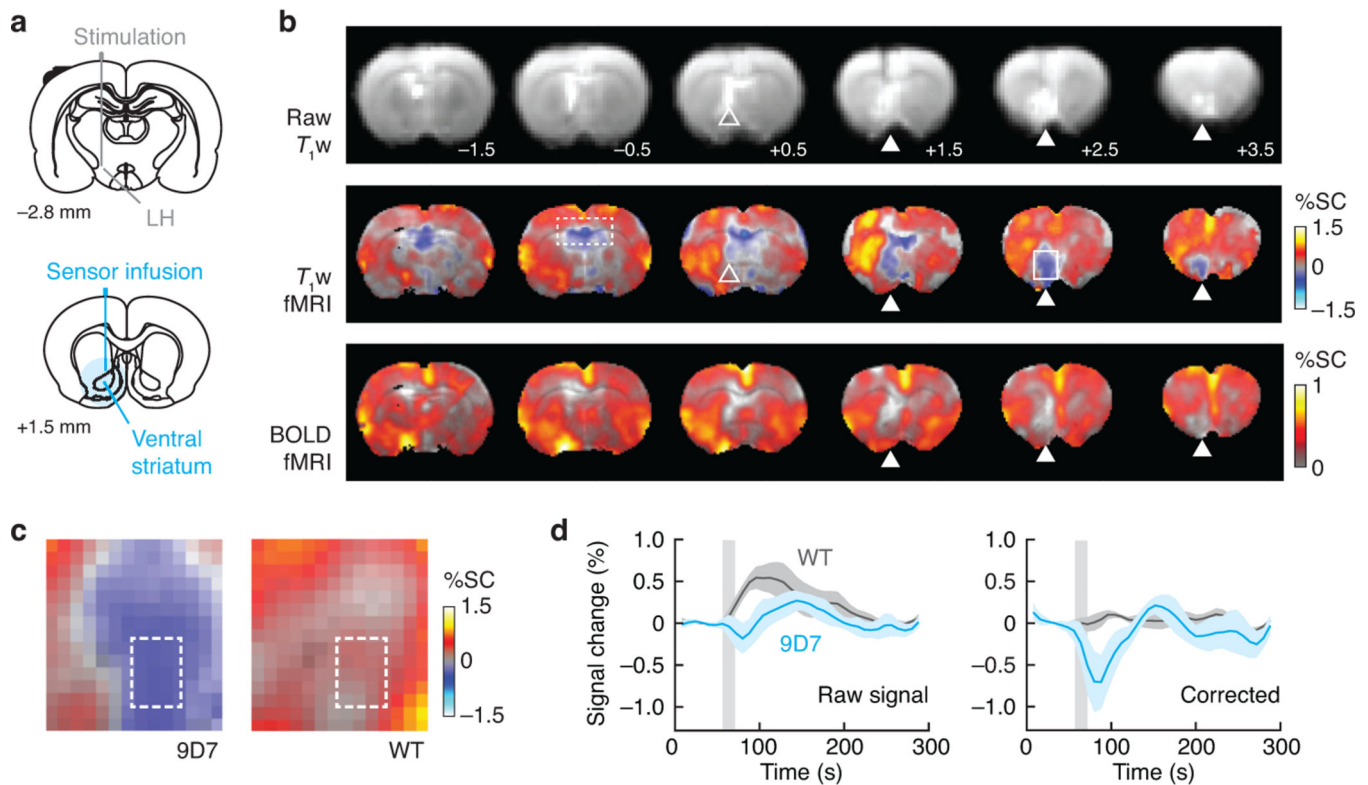 a
Stimulation
LH
−2.8 mm
Sensor infusion
+1.5 mm
Ventral
striatum
b
Raw
T1w
−1.5
−0.5
+0.5
+1.5
+2.5
+3.5
T1w
fMRI
%SC
1.5
0
−1.5
BOLD
fMRI
%SC
1
0
c
9D7
WT
%SC
1.5
0
−1.5
d
Signal change (%)
1.0
0.5
0
−0.5
−1.0
WT
9D7
Raw signal
0
100
200
300
Time (s)
1.0
0.5
0
−0.5
−1.0
Corrected
0
100
200
300
Time (s)